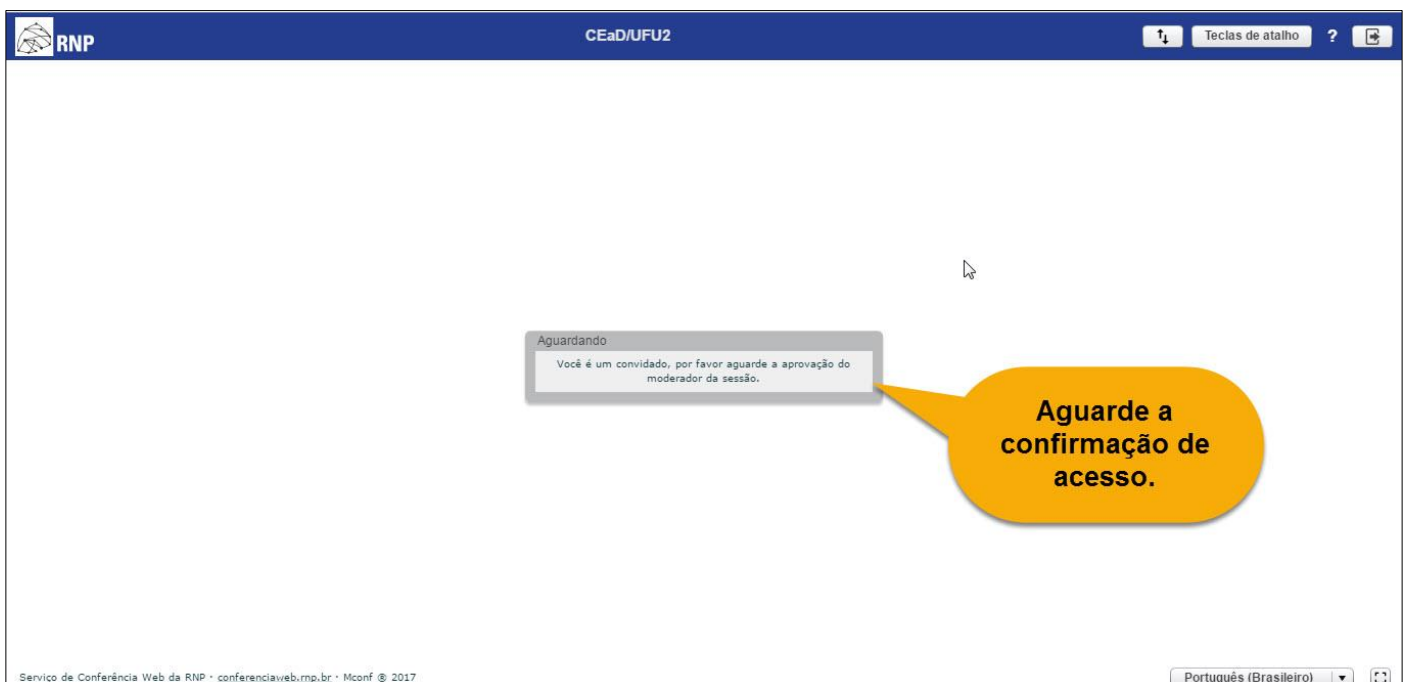 RNP
CEaD/UFU2
Teclas de atalho ?
Aguardando
Você é um convidado, por favor aguarde a aprovação do
moderador da sessão.
Aguarde a
confirmação de
acesso.
Serviço de Conferência Web da RNP · conferenciaweb.rnp.br · Mconf ® 2017
Português (Brasileiro)